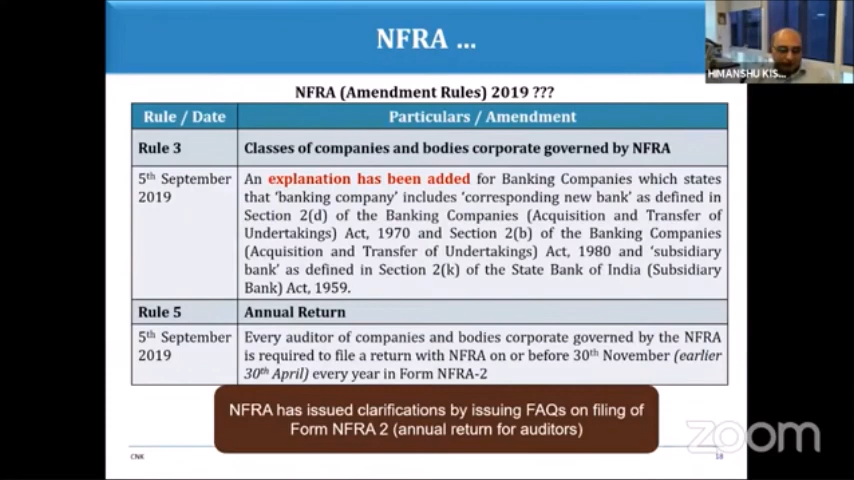 NFRA ...
HIMANSHU KIS...
NFRA (Amendment Rules) 2019 ???
Rule / Date
Particulars / Amendment
Rule 3
Classes of companies and bodies corporate governed by NFRA
5th September
2019
An explanation has been added for Banking Companies which states
that ‘banking company’ includes ‘corresponding new bank’ as defined in
Section 2(d) of the Banking Companies (Acquisition and Transfer of
Undertakings) Act, 1970 and Section 2(b) of the Banking Companies
(Acquisition and Transfer of Undertakings) Act, 1980 and ‘subsidiary
bank’ as defined in Section 2(k) of the State Bank of India (Subsidiary
Bank) Act, 1959.
Rule 5
Annual Return
5th September
2019
Every auditor of companies and bodies corporate governed by the NFRA
is required to file a return with NFRA on or before 30th November (earlier
30th April) every year in Form NFRA-2
NFRA has issued clarifications by issuing FAQs on filing of
Form NFRA 2 (annual return for auditors)
CNK
18
zoom